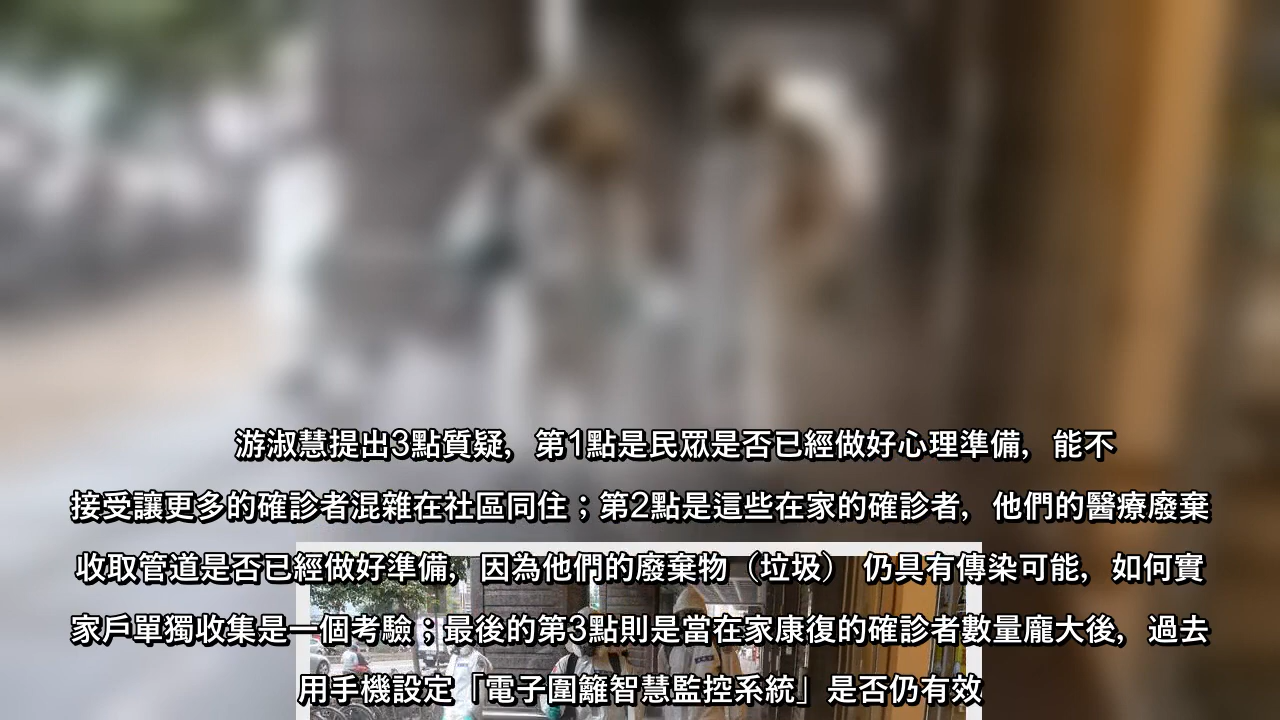 游淑慧提出3點質疑，第1點是民眾是否已經做好心理準備，能不
接受讓更多的確診者混雜在社區同住；第2點是這些在家的確診者，他們的醫療廢棄
收取管道是否已經做好準備，因為他們的廢棄物（垃圾） 仍具有傳染可能，如何實
家戶單獨收集是一個考驗；最後的第3點則是當在家康復的確診者數量龐大後，過去
用手機設定「電子圍籬智慧監控系統」是否仍有效